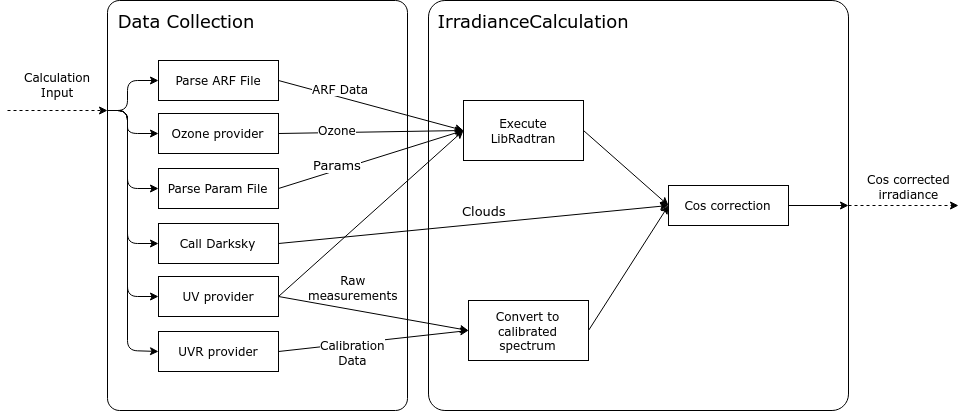 Data Collection
IrradianceCalculation
Calculation
Input
Parse ARF File
Ozone provider
Parse Param File
Call Darksky
UV provider
UVR provider
ARF Data
Ozone
Params
Clouds
Raw
measurements
Calibration
Data
Execute
LibRadtran
Convert to
calibrated
spectrum
Cos correction
Cos corrected
irradiance